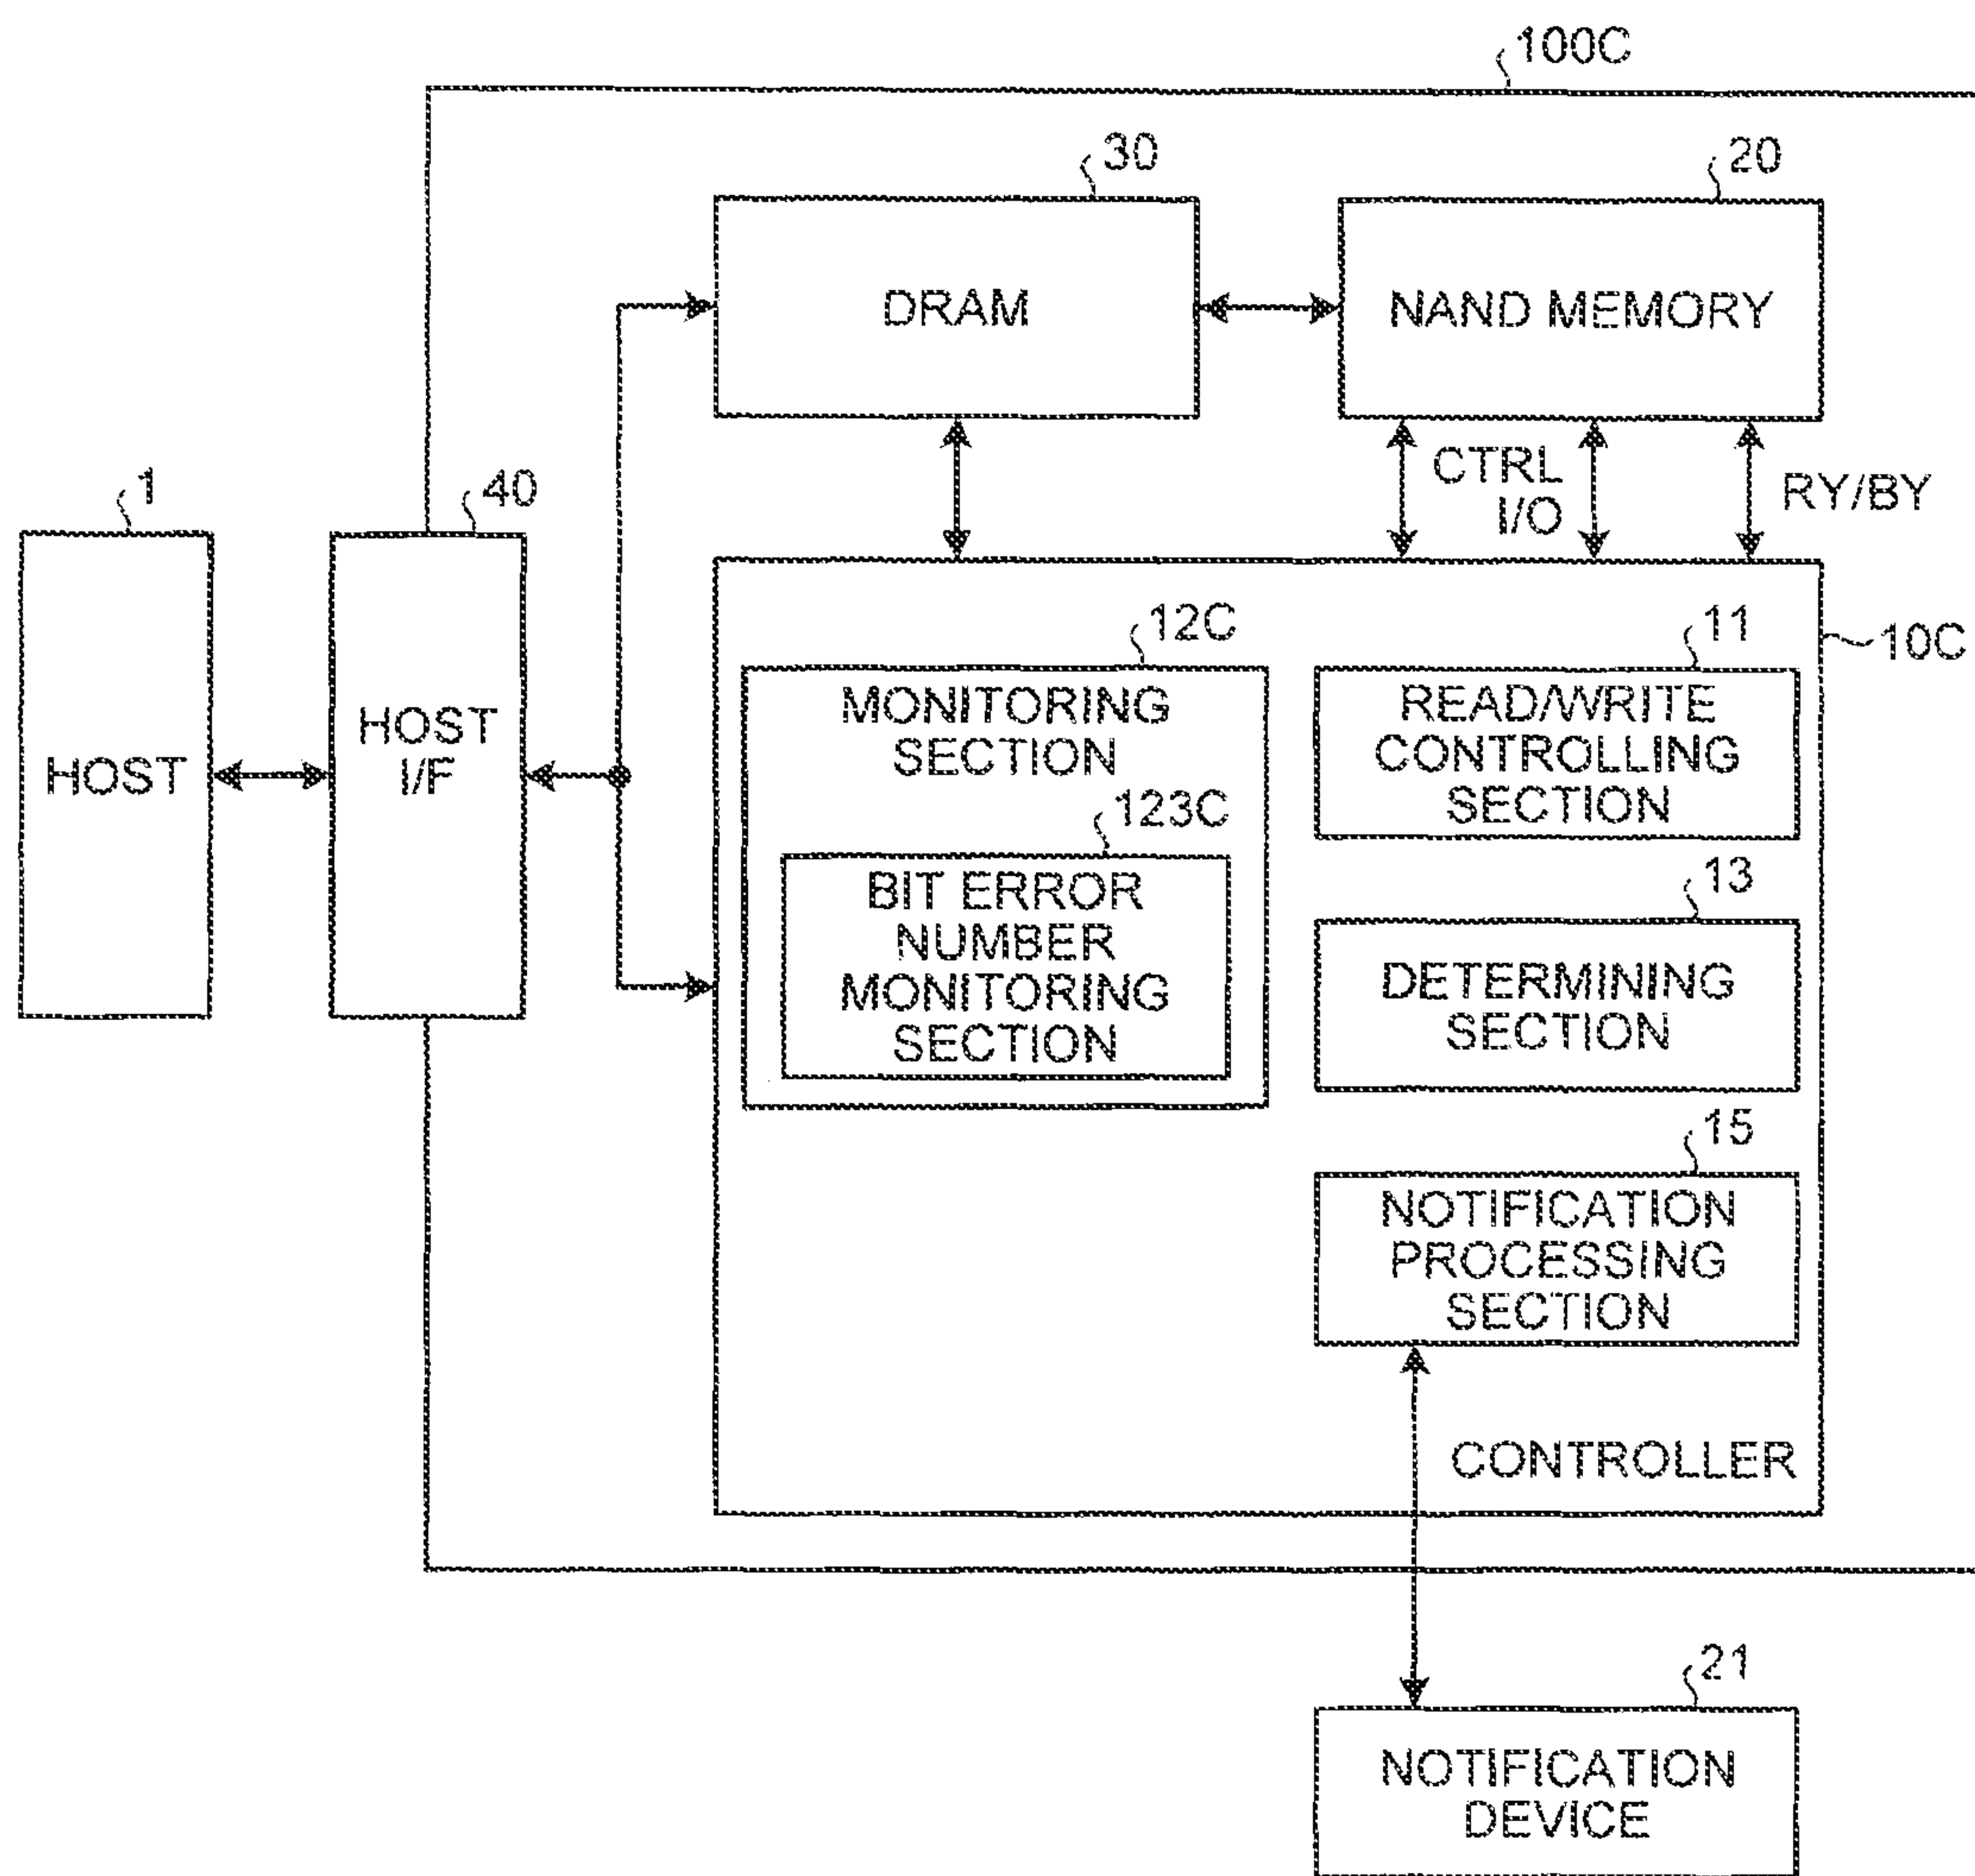 100C
30
20
DRAM
NAND MEMORY
1
40
CTRL
I/O
RY/BY
HOST
HOST
I/F
12C
11
10C
MONITORING
SECTION
READ/WRITE
CONTROLLING
SECTION
123C
BIT ERROR
NUMBER
MONITORING
SECTION
13
DETERMINING
SECTION
15
NOTIFICATION
PROCESSING
SECTION
CONTROLLER
21
NOTIFICATION
DEVICE